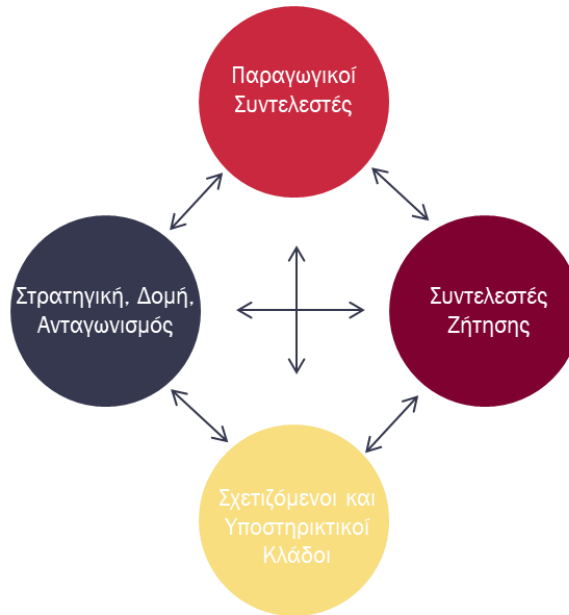 Παραγωγικοί
Συντελεστές
Στρατηγική, Δομή,
Ανταγωνισμός
Συντελεστές
Ζήτησης
Σχετιζόμενοι και
Υποστηρικτικοί
Κλάδοι